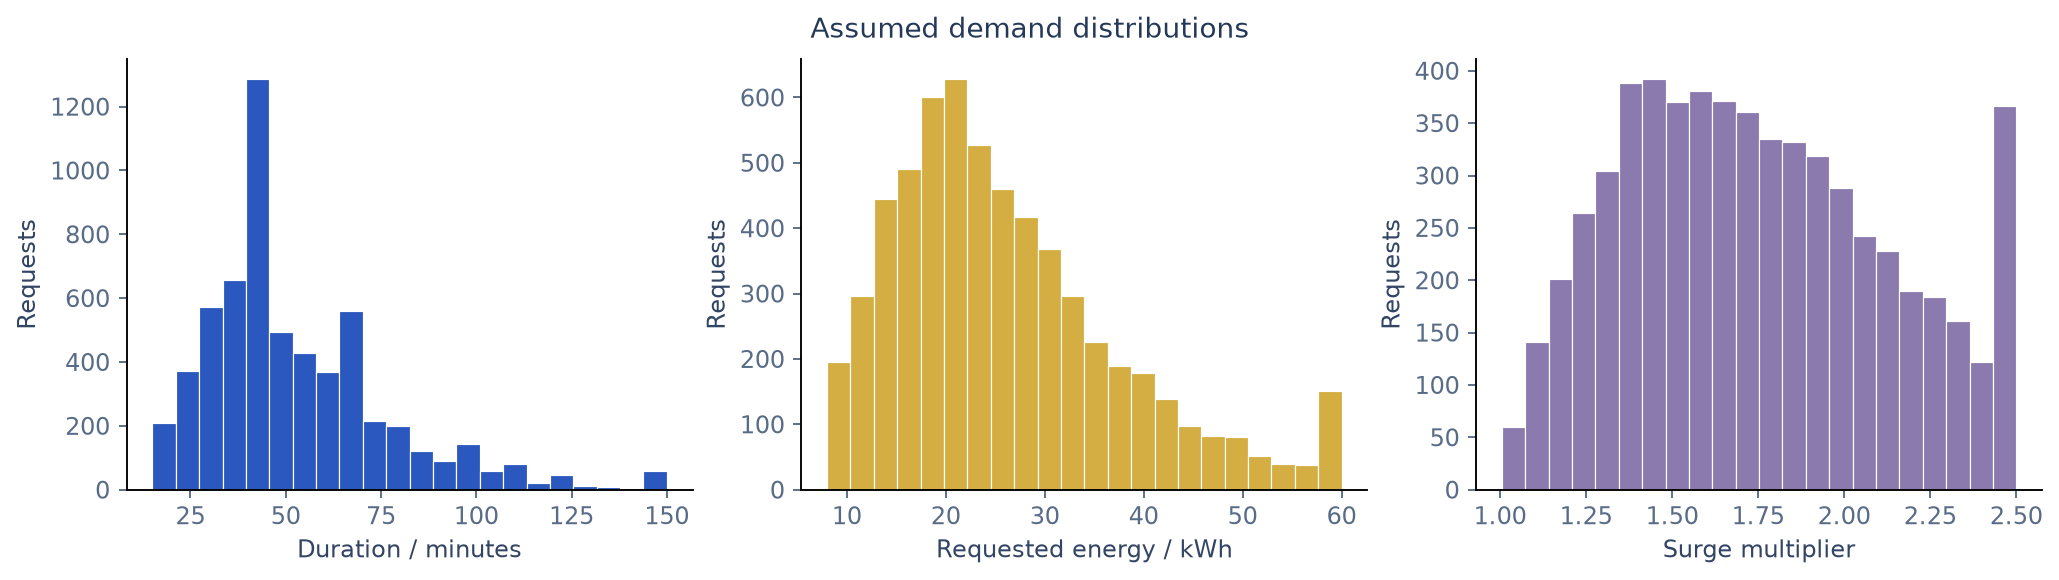 Assumed demand distributions
Requests
1200
1000
800
600
400
200
0
25 50 75 100 125 150
Duration / minutes
Requests
600
500
400
300
200
100
0
10 20 30 40 50 60
Requested energy / kWh
Requests
400
350
300
250
200
150
100
50
0
1.00 1.25 1.50 1.75 2.00 2.25 2.50
Surge multiplier